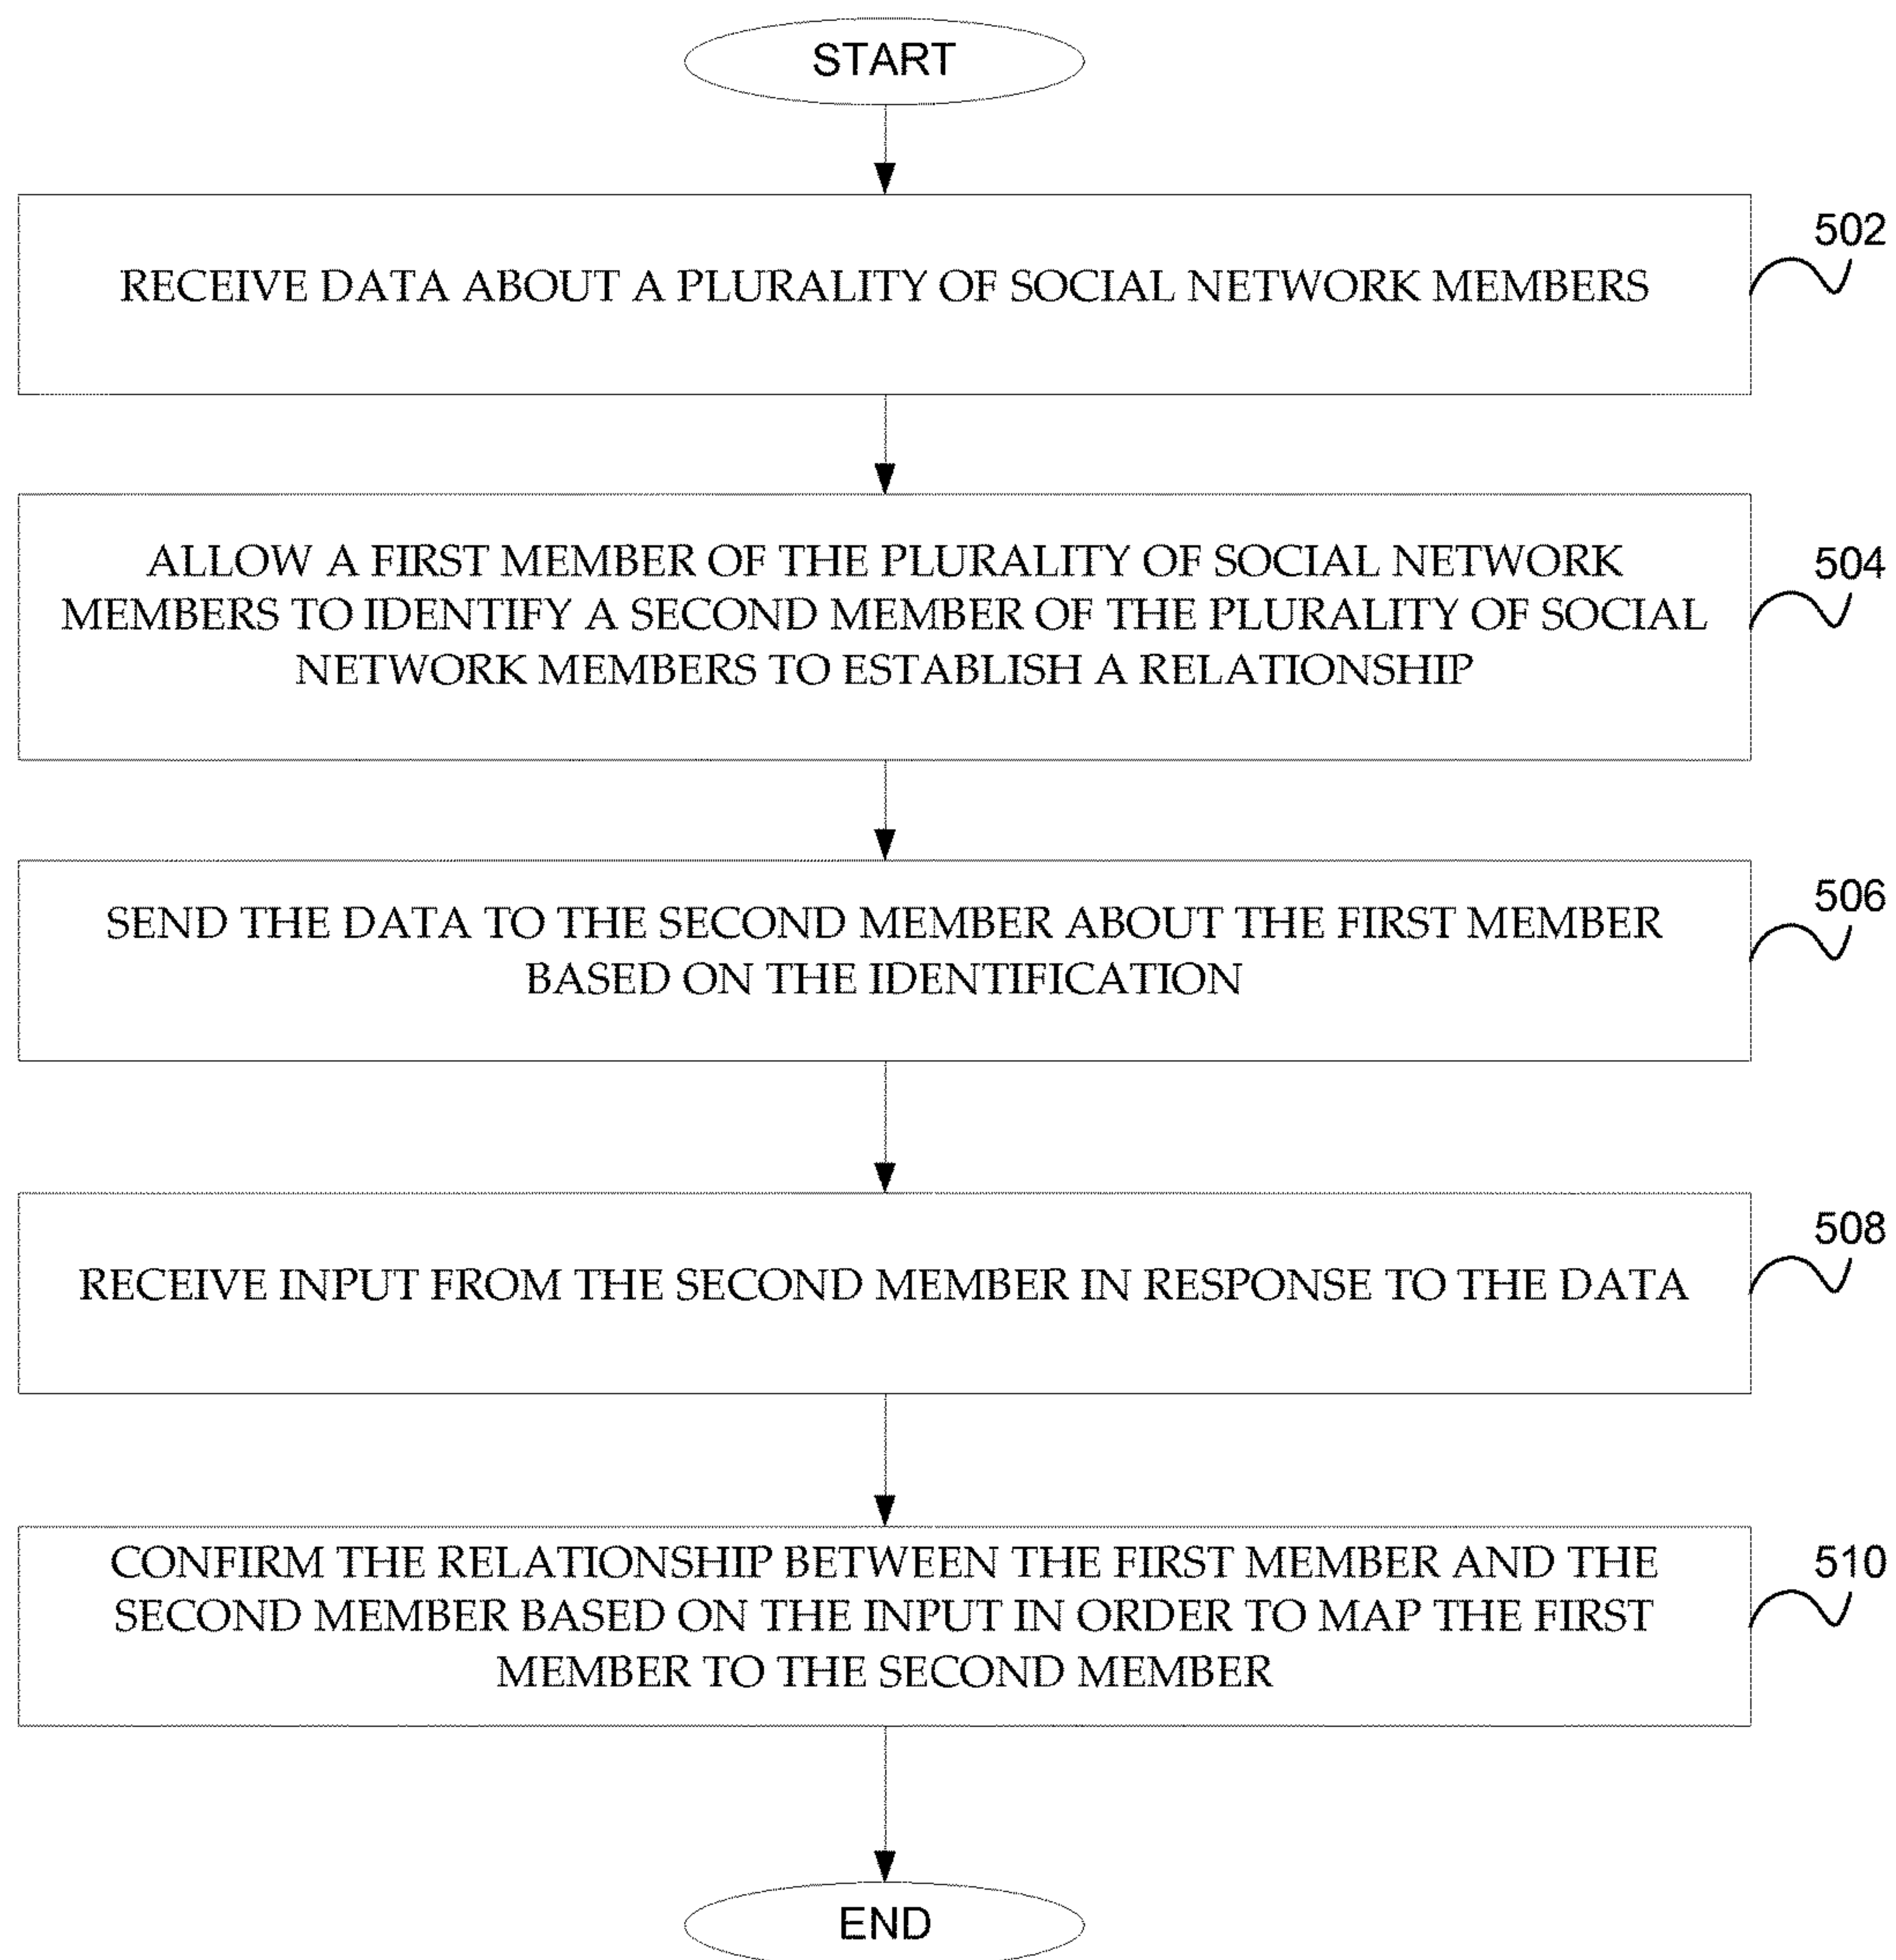 START
RECEIVE DATA ABOUT A PLURALITY OF SOCIAL NETWORK MEMBERS
502
ALLOW A FIRST MEMBER OF THE PLURALITY OF SOCIAL NETWORK
MEMBERS TO IDENTIFY A SECOND MEMBER OF THE PLURALITY OF SOCIAL
NETWORK MEMBERS TO ESTABLISH A RELATIONSHIP
504
SEND THE DATA TO THE SECOND MEMBER ABOUT THE FIRST MEMBER
BASED ON THE IDENTIFICATION
506
RECEIVE INPUT FROM THE SECOND MEMBER IN RESPONSE TO THE DATA
508
CONFIRM THE RELATIONSHIP BETWEEN THE FIRST MEMBER AND THE
SECOND MEMBER BASED ON THE INPUT IN ORDER TO MAP THE FIRST
MEMBER TO THE SECOND MEMBER
510
END